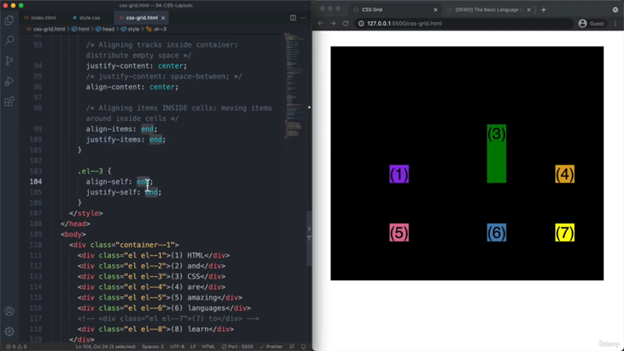 css-grid.html — 04-CSS-Layouts
index.html
style.css
css-grid.html
css-grid.html > html > head > style > .el--3
93
/* Aligning tracks inside container:
distribute empty space */
94
justify-content: center;
95
/* justify-content: space-between; */
96
align-content: center;
97
98
/* Aligning items INSIDE cells: moving items
around inside cells */
99
align-items: end;
100
justify-items: end;
101
}
102
103
.el--3 {
104
align-self: end;
105
justify-self: end;
106
}
107
</style>
108
</head>
109
<body>
110
<div class="container--1">
111
<div class="el el--1">(1) HTML</div>
112
<div class="el el--2">(2) and</div>
113
<div class="el el--3">(3) CSS</div>
114
<div class="el el--4">(4) are</div>
115
<div class="el el--5">(5) amazing</div>
116
<div class="el el--6">(6) languages</div>
117
<!-- <div class="el el--7">(7) to</div> -->
118
<div class="el el--8">(8) learn</div>
119
</div>
0 0
Ln 104, Col 24 (3 selected)
Spaces: 2
UTF-8
LF
HTML
Port : 5500
Prettier
CSS Grid
[DEMO] The Basic Language
Guest
127.0.0.1:5500/css-grid.html
(3)
(1)
(4)
(5)
(6)
(7)
Udemy